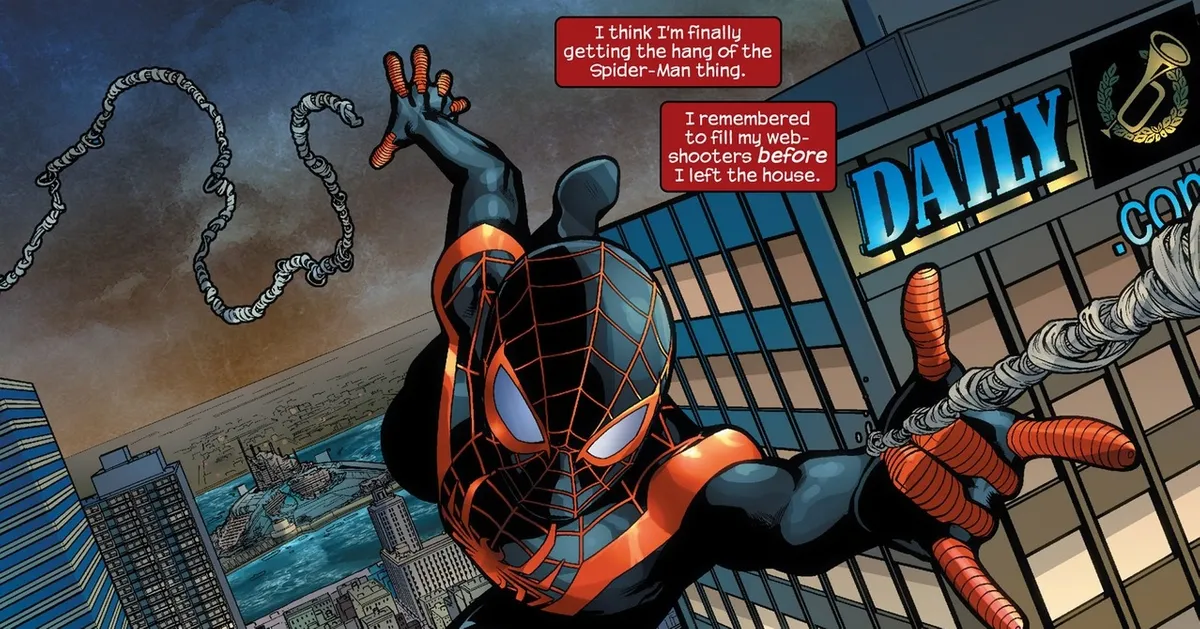 I think I'm finally
getting the hang of the
Spider-Man thing.
I remembered
to fill my web-
shooters before
I left the house.
DAILY
.com